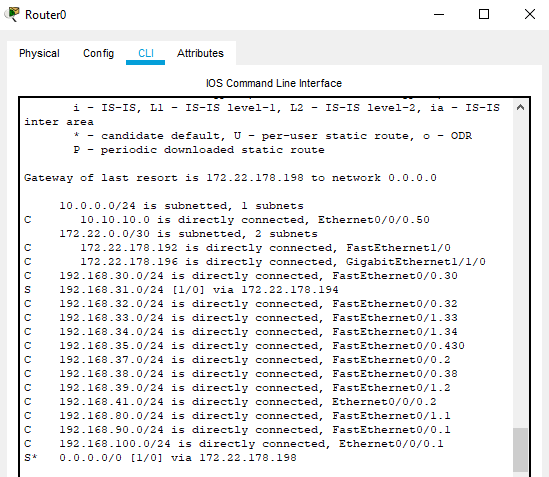 Router0
Physical Config CLI Attributes
IOS Command Line Interface
i - IS-IS, L1 - IS-IS level-1, L2 - IS-IS level-2, ia - IS-IS
inter area
* - candidate default, U - per-user static route, o - ODR
P - periodic downloaded static route
Gateway of last resort is 172.22.178.198 to network 0.0.0.0
10.0.0.0/24 is subnetted, 1 subnets
C 10.10.10.0 is directly connected, Ethernet0/0/0.50
172.22.0.0/30 is subnetted, 2 subnets
C 172.22.178.192 is directly connected, FastEthernet1/0
C 172.22.178.196 is directly connected, GigabitEthernet1/1/0
C 192.168.30.0/24 is directly connected, FastEthernet0/0.30
S 192.168.31.0/24 [1/0] via 172.22.178.194
C 192.168.32.0/24 is directly connected, FastEthernet0/0.32
C 192.168.33.0/24 is directly connected, FastEthernet0/1.33
C 192.168.34.0/24 is directly connected, FastEthernet0/1.34
C 192.168.35.0/24 is directly connected, FastEthernet0/0.430
C 192.168.37.0/24 is directly connected, FastEthernet0/0.2
C 192.168.38.0/24 is directly connected, FastEthernet0/0.38
C 192.168.39.0/24 is directly connected, FastEthernet0/1.2
C 192.168.41.0/24 is directly connected, Ethernet0/0/0.2
C 192.168.80.0/24 is directly connected, FastEthernet0/1.1
C 192.168.90.0/24 is directly connected, FastEthernet0/0.1
C 192.168.100.0/24 is directly connected, Ethernet0/0/0.1
S* 0.0.0.0/0 [1/0] via 172.22.178.198